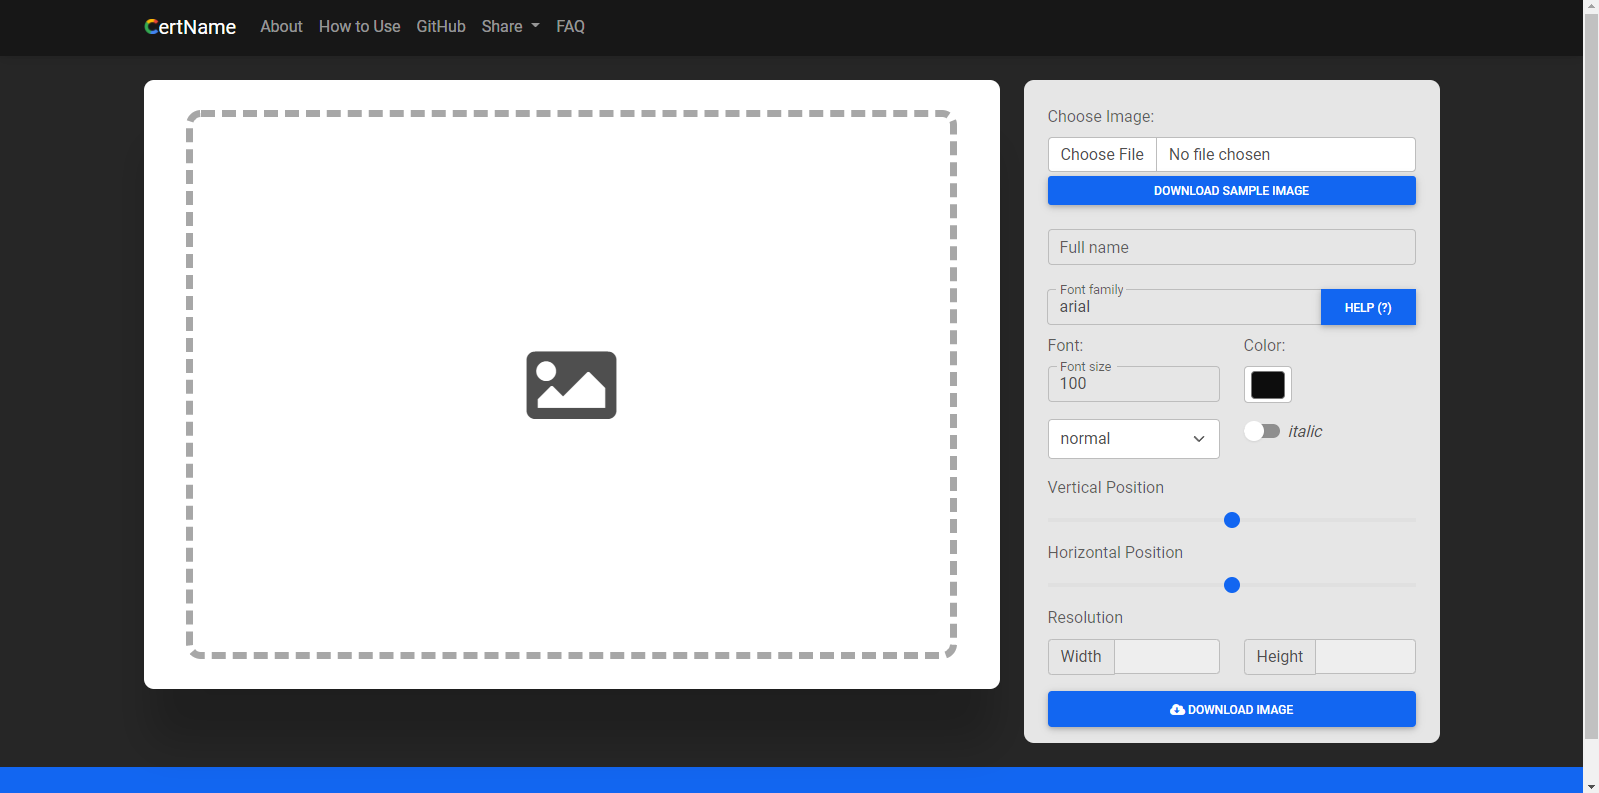 CertName About How to Use GitHub Share FAQ
Choose Image:
Choose File No file chosen
DOWNLOAD SAMPLE IMAGE
Full name
Font family
arial
HELP (?)
Font: Color:
Font size
100
normal
italic
Vertical Position
Horizontal Position
Resolution
Width Height
DOWNLOAD IMAGE